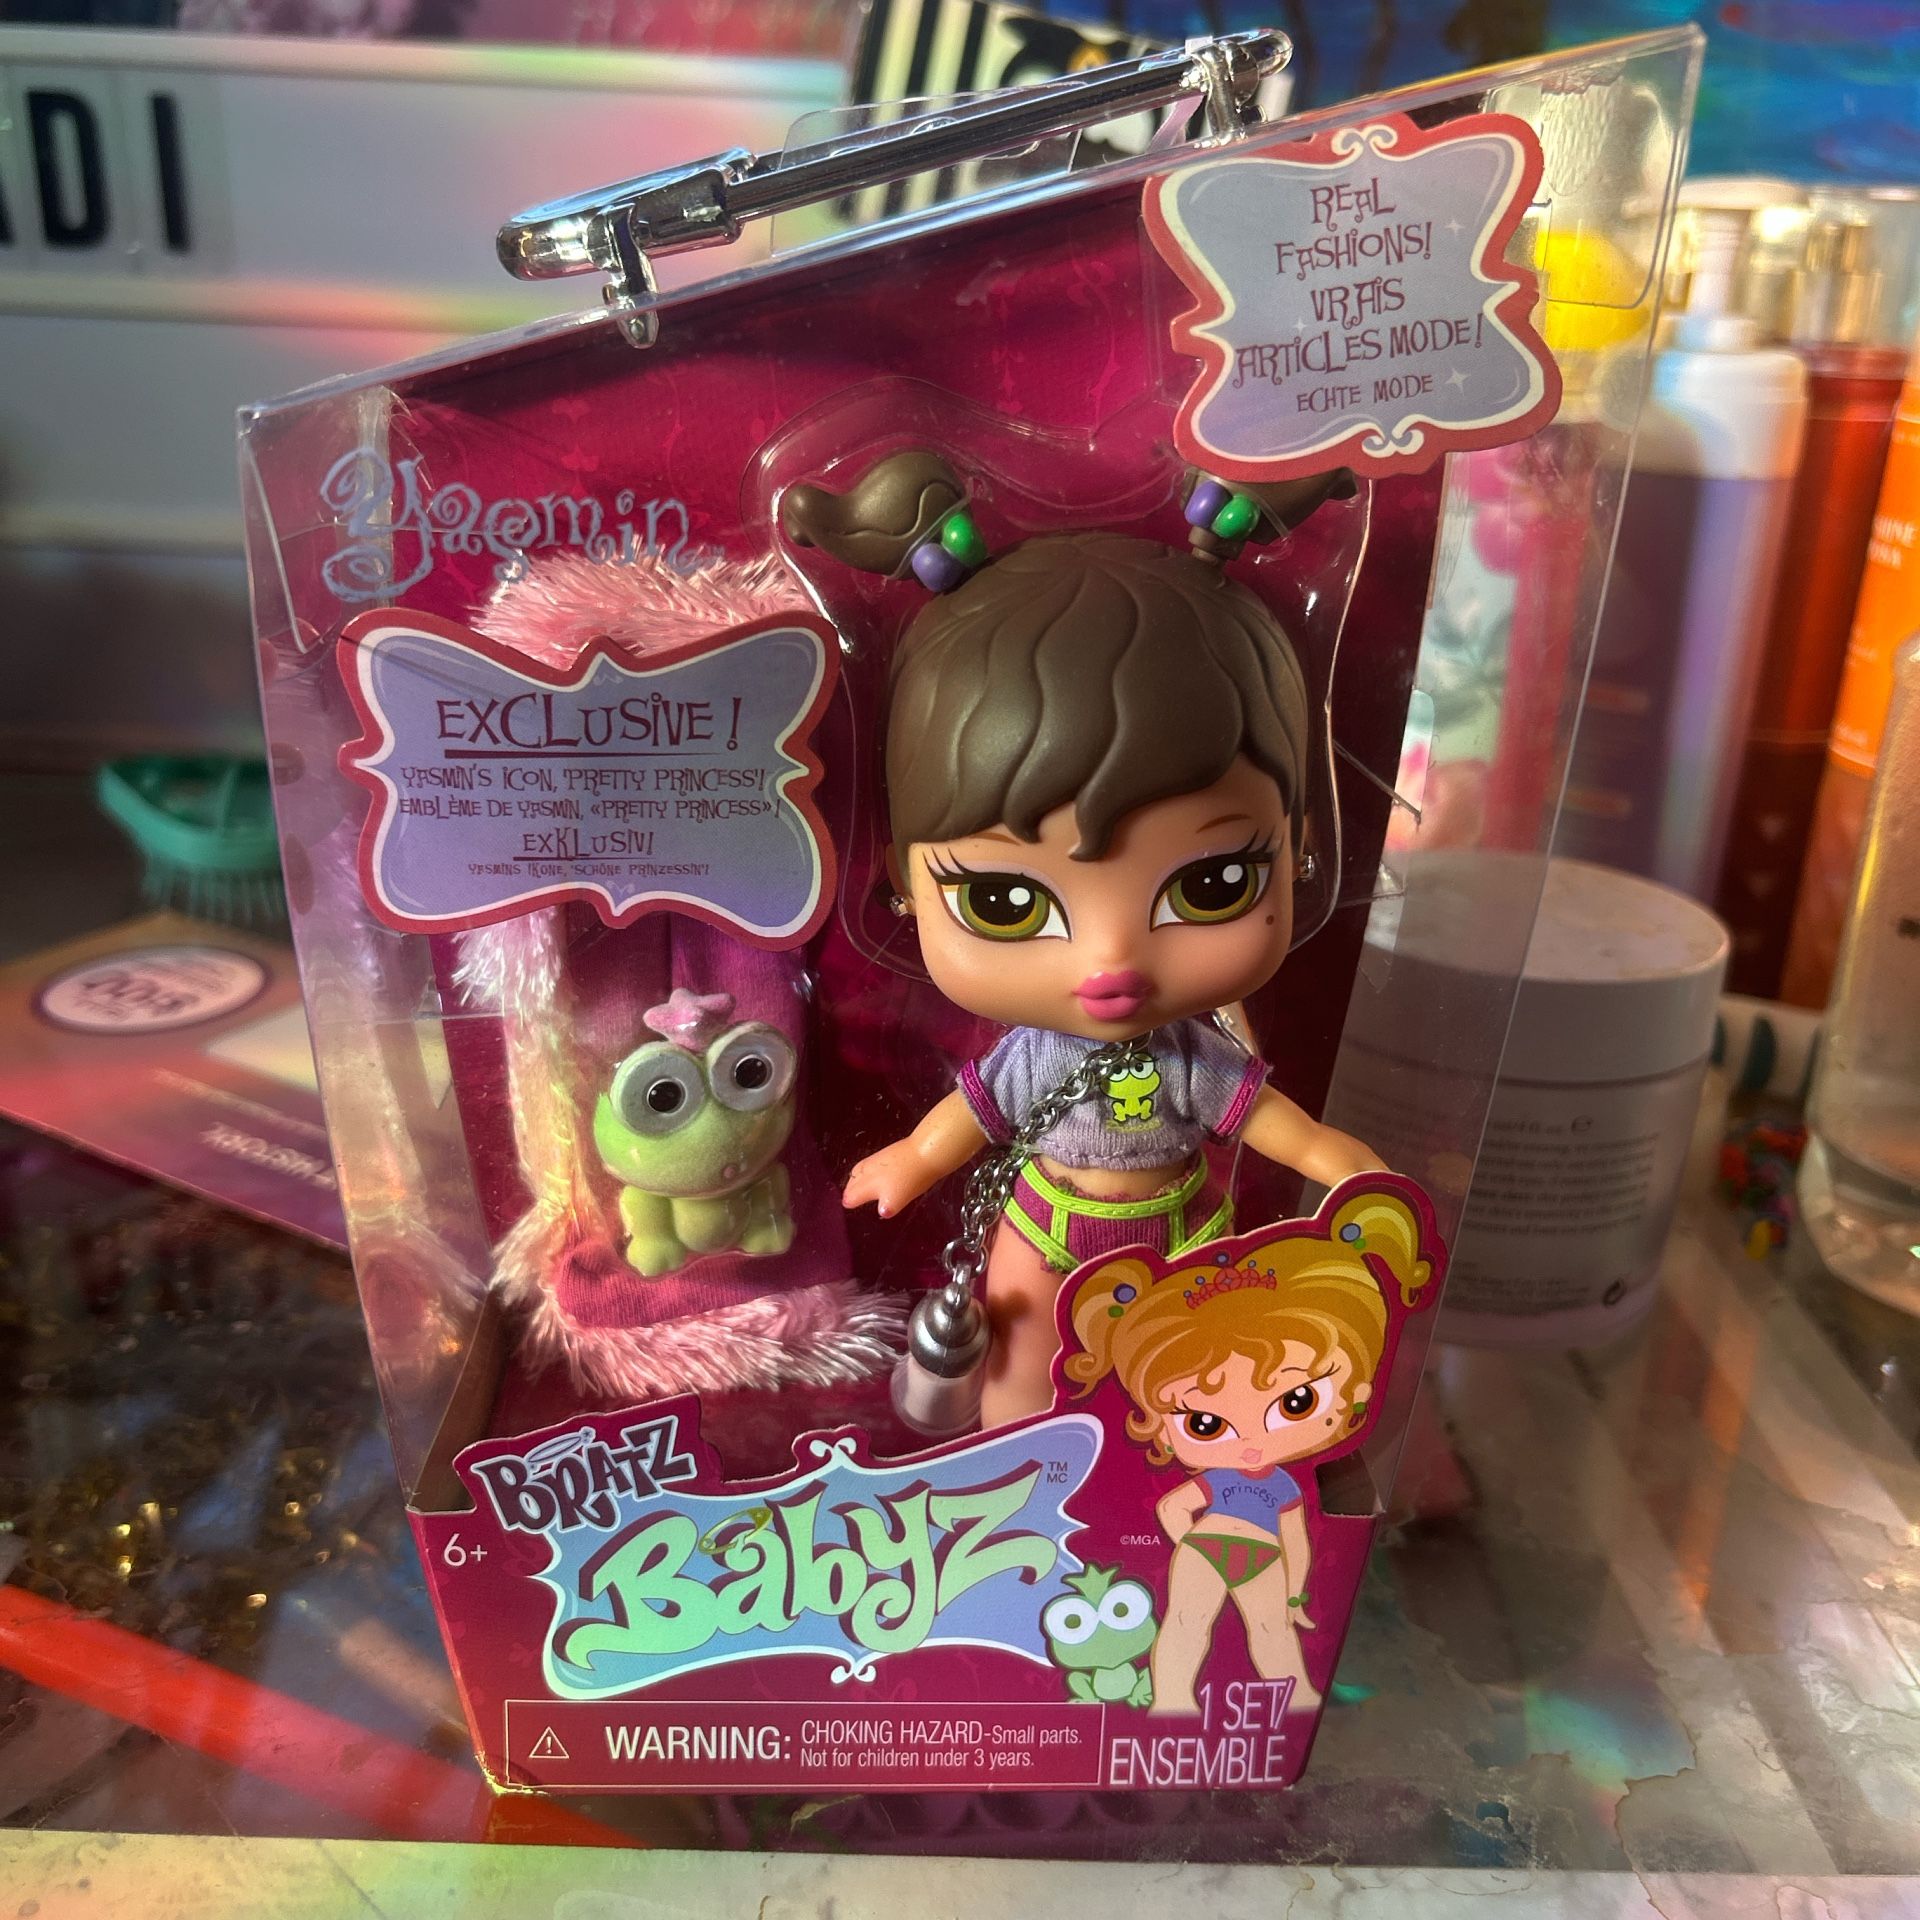 ADI
REAL
FASHIONS!
VRAIS
ARTICLES MODE!
ECHTE MODE
Yasmin
EXCLUSIVE!
YASMIN'S ICON, 'PRETTY PRINCESS'!
EMBLÈME DE YASMIN, «PRETTY PRINCESS»!
EXKLUSIV!
YASMINS IKONE, 'SCHÖNE PRINZESSIN'!
BRATZ
Babyz
TM
MC
6+
princess
©MGA
WARNING: CHOKING HAZARD-Small parts.
Not for children under 3 years.
1 SET/
ENSEMBLE